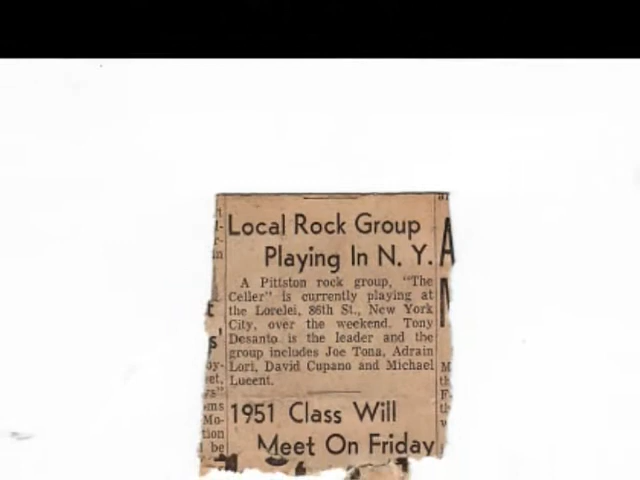 Local Rock Group
Playing In N. Y.
A Pittston rock group, "The
Celler" is currently playing at
the Lorelei, 86th St., New York
City, over the weekend. Tony
Desanto is the leader and the
group includes Joe Tona, Adrain
Lori, David Cupano and Michael
Lucent.
1951 Class Will
Meet On Friday